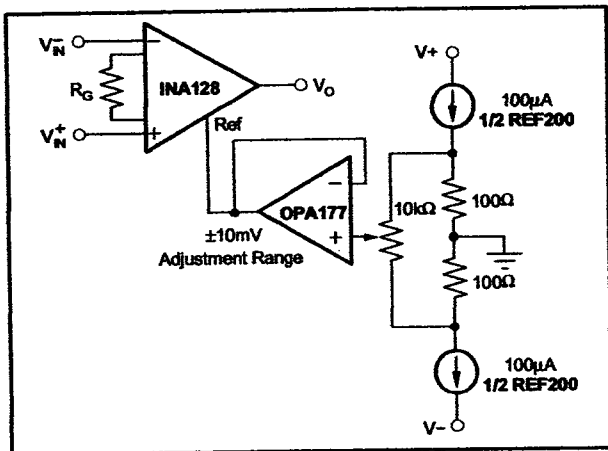 V⁻IN
RG
V⁺IN
−
+
INA128
VO
Ref
−
+
OPA177
±10mV
Adjustment Range
V+
100µA
1/2 REF200
10kΩ
100Ω
100Ω
100µA
1/2 REF200
V−